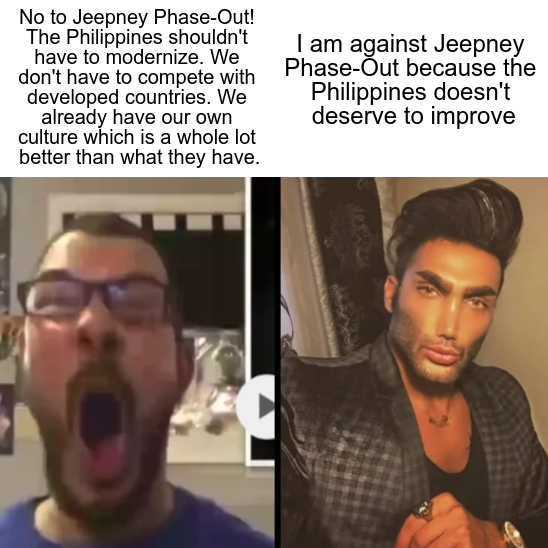 No to Jeepney Phase-Out!
The Philippines shouldn't
have to modernize. We
don't have to compete with
developed countries. We
already have our own
culture which is a whole lot
better than what they have.
I am against Jeepney
Phase-Out because the
Philippines doesn't
deserve to improve